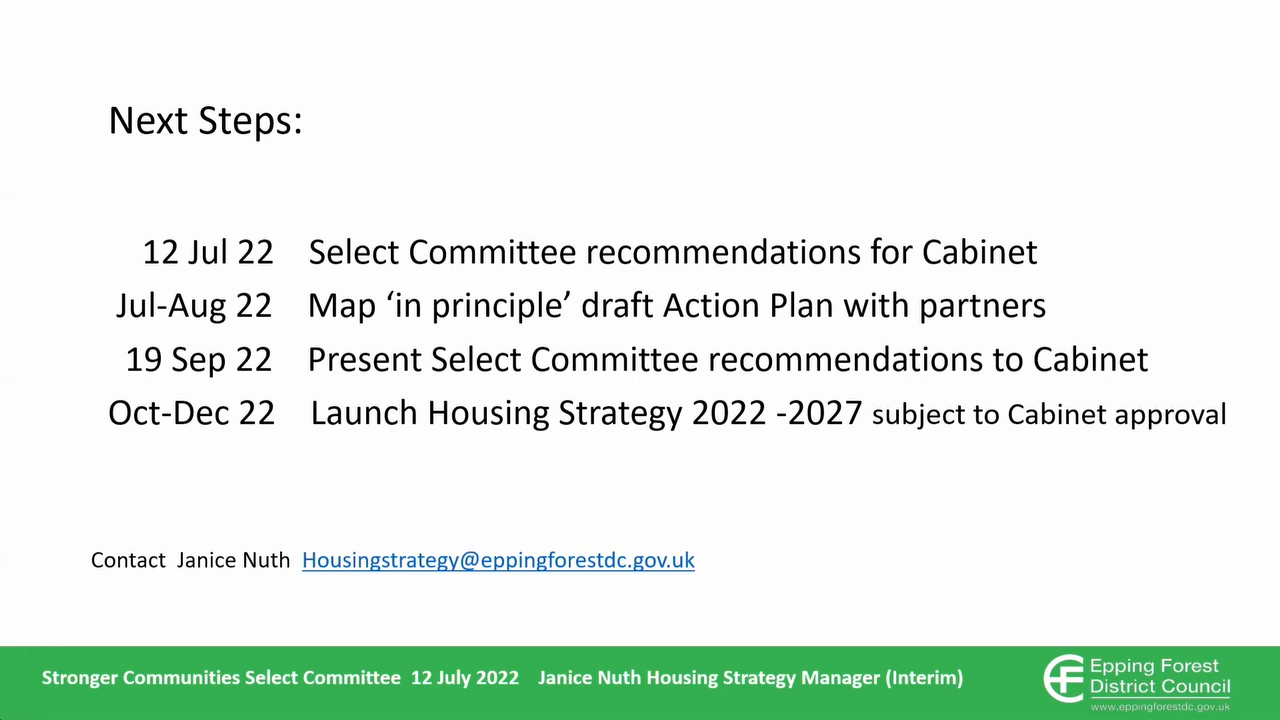 Next Steps:
12 Jul 22 Select Committee recommendations for Cabinet
Jul-Aug 22 Map ‘in principle’ draft Action Plan with partners
19 Sep 22 Present Select Committee recommendations to Cabinet
Oct-Dec 22 Launch Housing Strategy 2022 -2027 subject to Cabinet approval
Contact Janice Nuth Housingstrategy@eppingforestdc.gov.uk
Stronger Communities Select Committee 12 July 2022 Janice Nuth Housing Strategy Manager (Interim)
Epping Forest
District Council
www.eppingforestdc.gov.uk